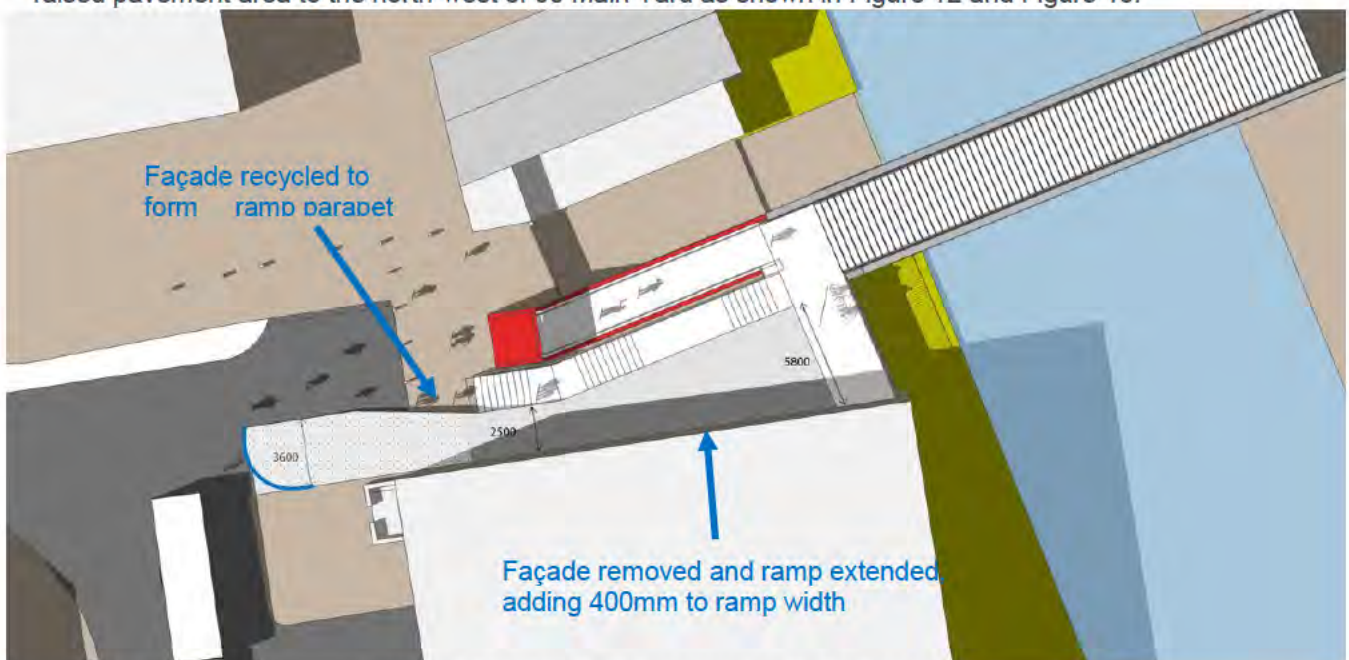 Façade recycled to
form ramp parapet
5800
2500
3600
Façade removed and ramp extended,
adding 400mm to ramp width